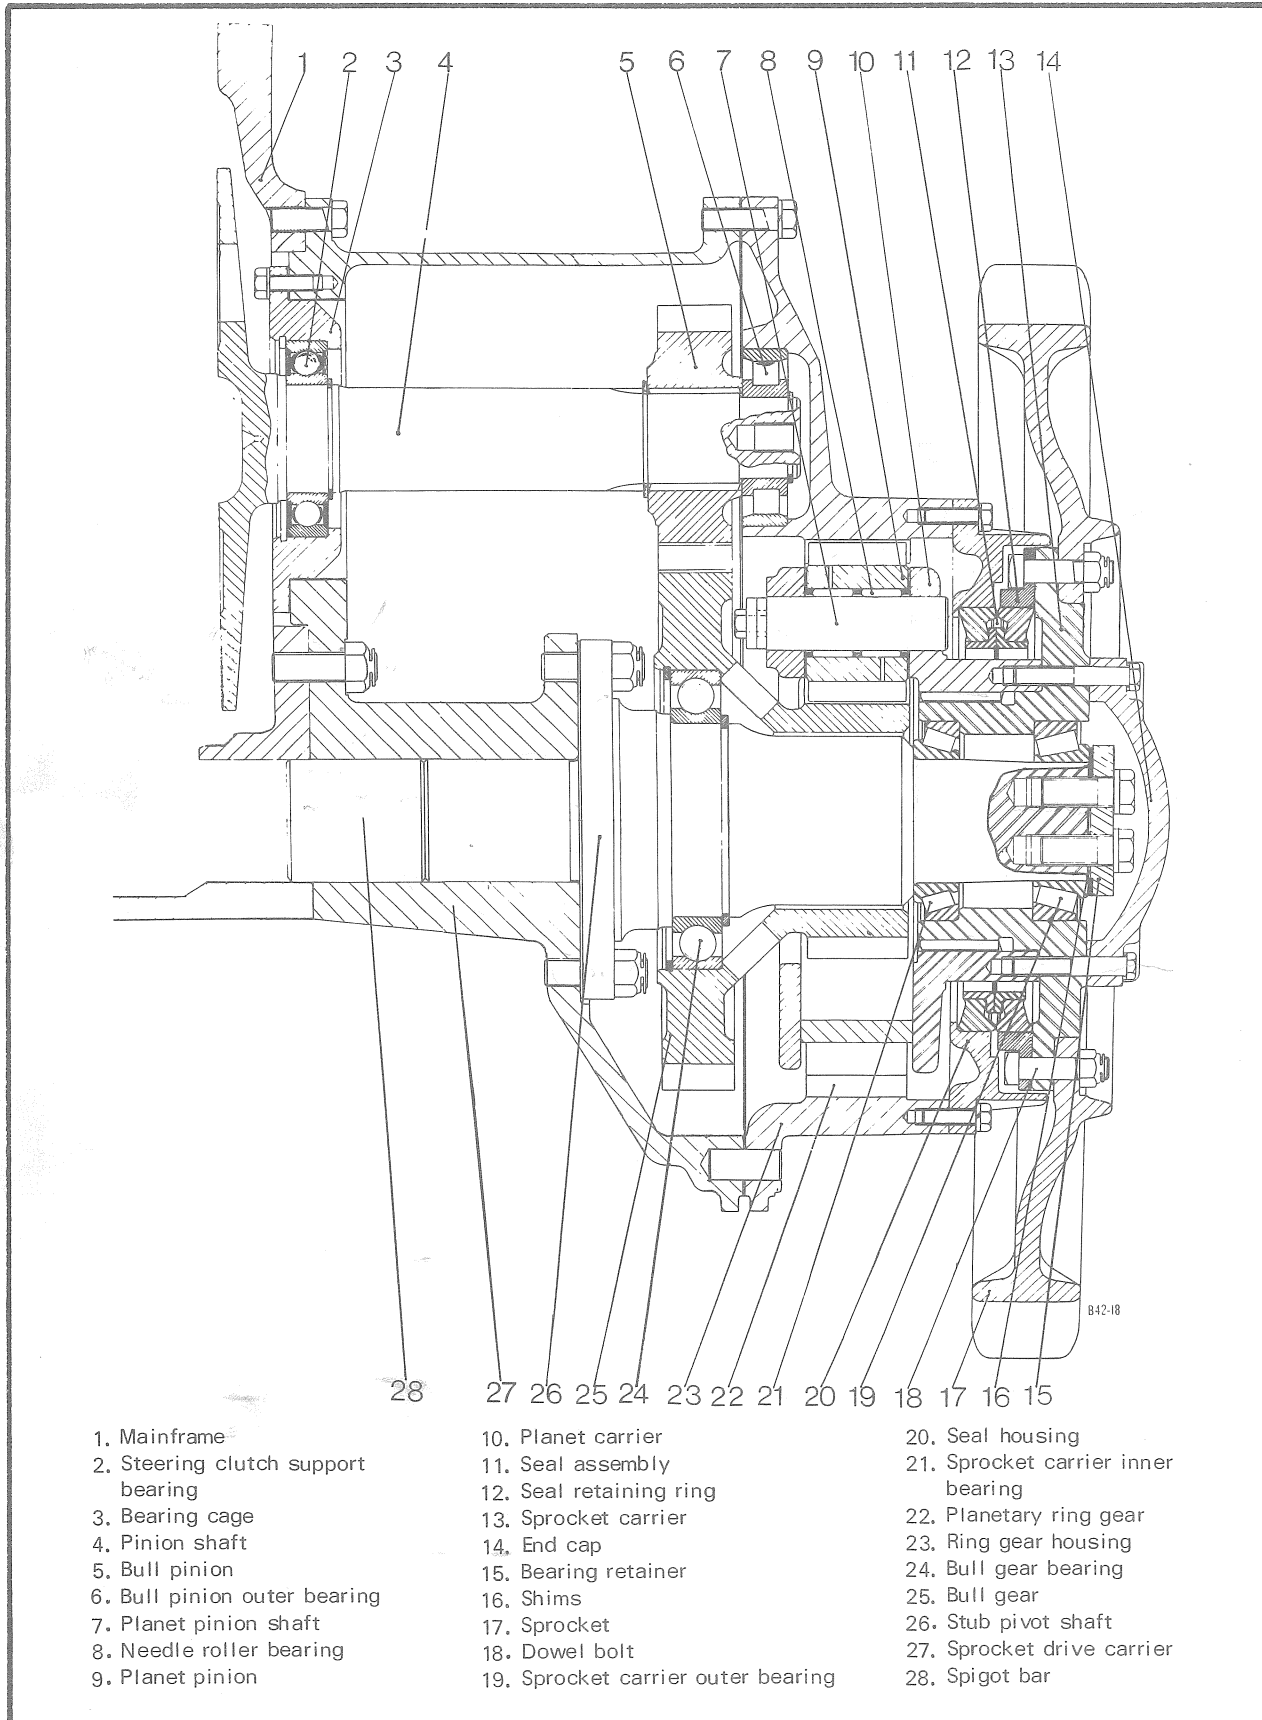 1 2 3 4 5 6 7 8 9 10 11 12 13 14
B42-18
28 27 26 25 24 23 22 21 20 19 18 17 16 15
1. Mainframe
2. Steering clutch support
bearing
3. Bearing cage
4. Pinion shaft
5. Bull pinion
6. Bull pinion outer bearing
7. Planet pinion shaft
8. Needle roller bearing
9. Planet pinion
10. Planet carrier
11. Seal assembly
12. Seal retaining ring
13. Sprocket carrier
14. End cap
15. Bearing retainer
16. Shims
17. Sprocket
18. Dowel bolt
19. Sprocket carrier outer bearing
20. Seal housing
21. Sprocket carrier inner
bearing
22. Planetary ring gear
23. Ring gear housing
24. Bull gear bearing
25. Bull gear
26. Stub pivot shaft
27. Sprocket drive carrier
28. Spigot bar